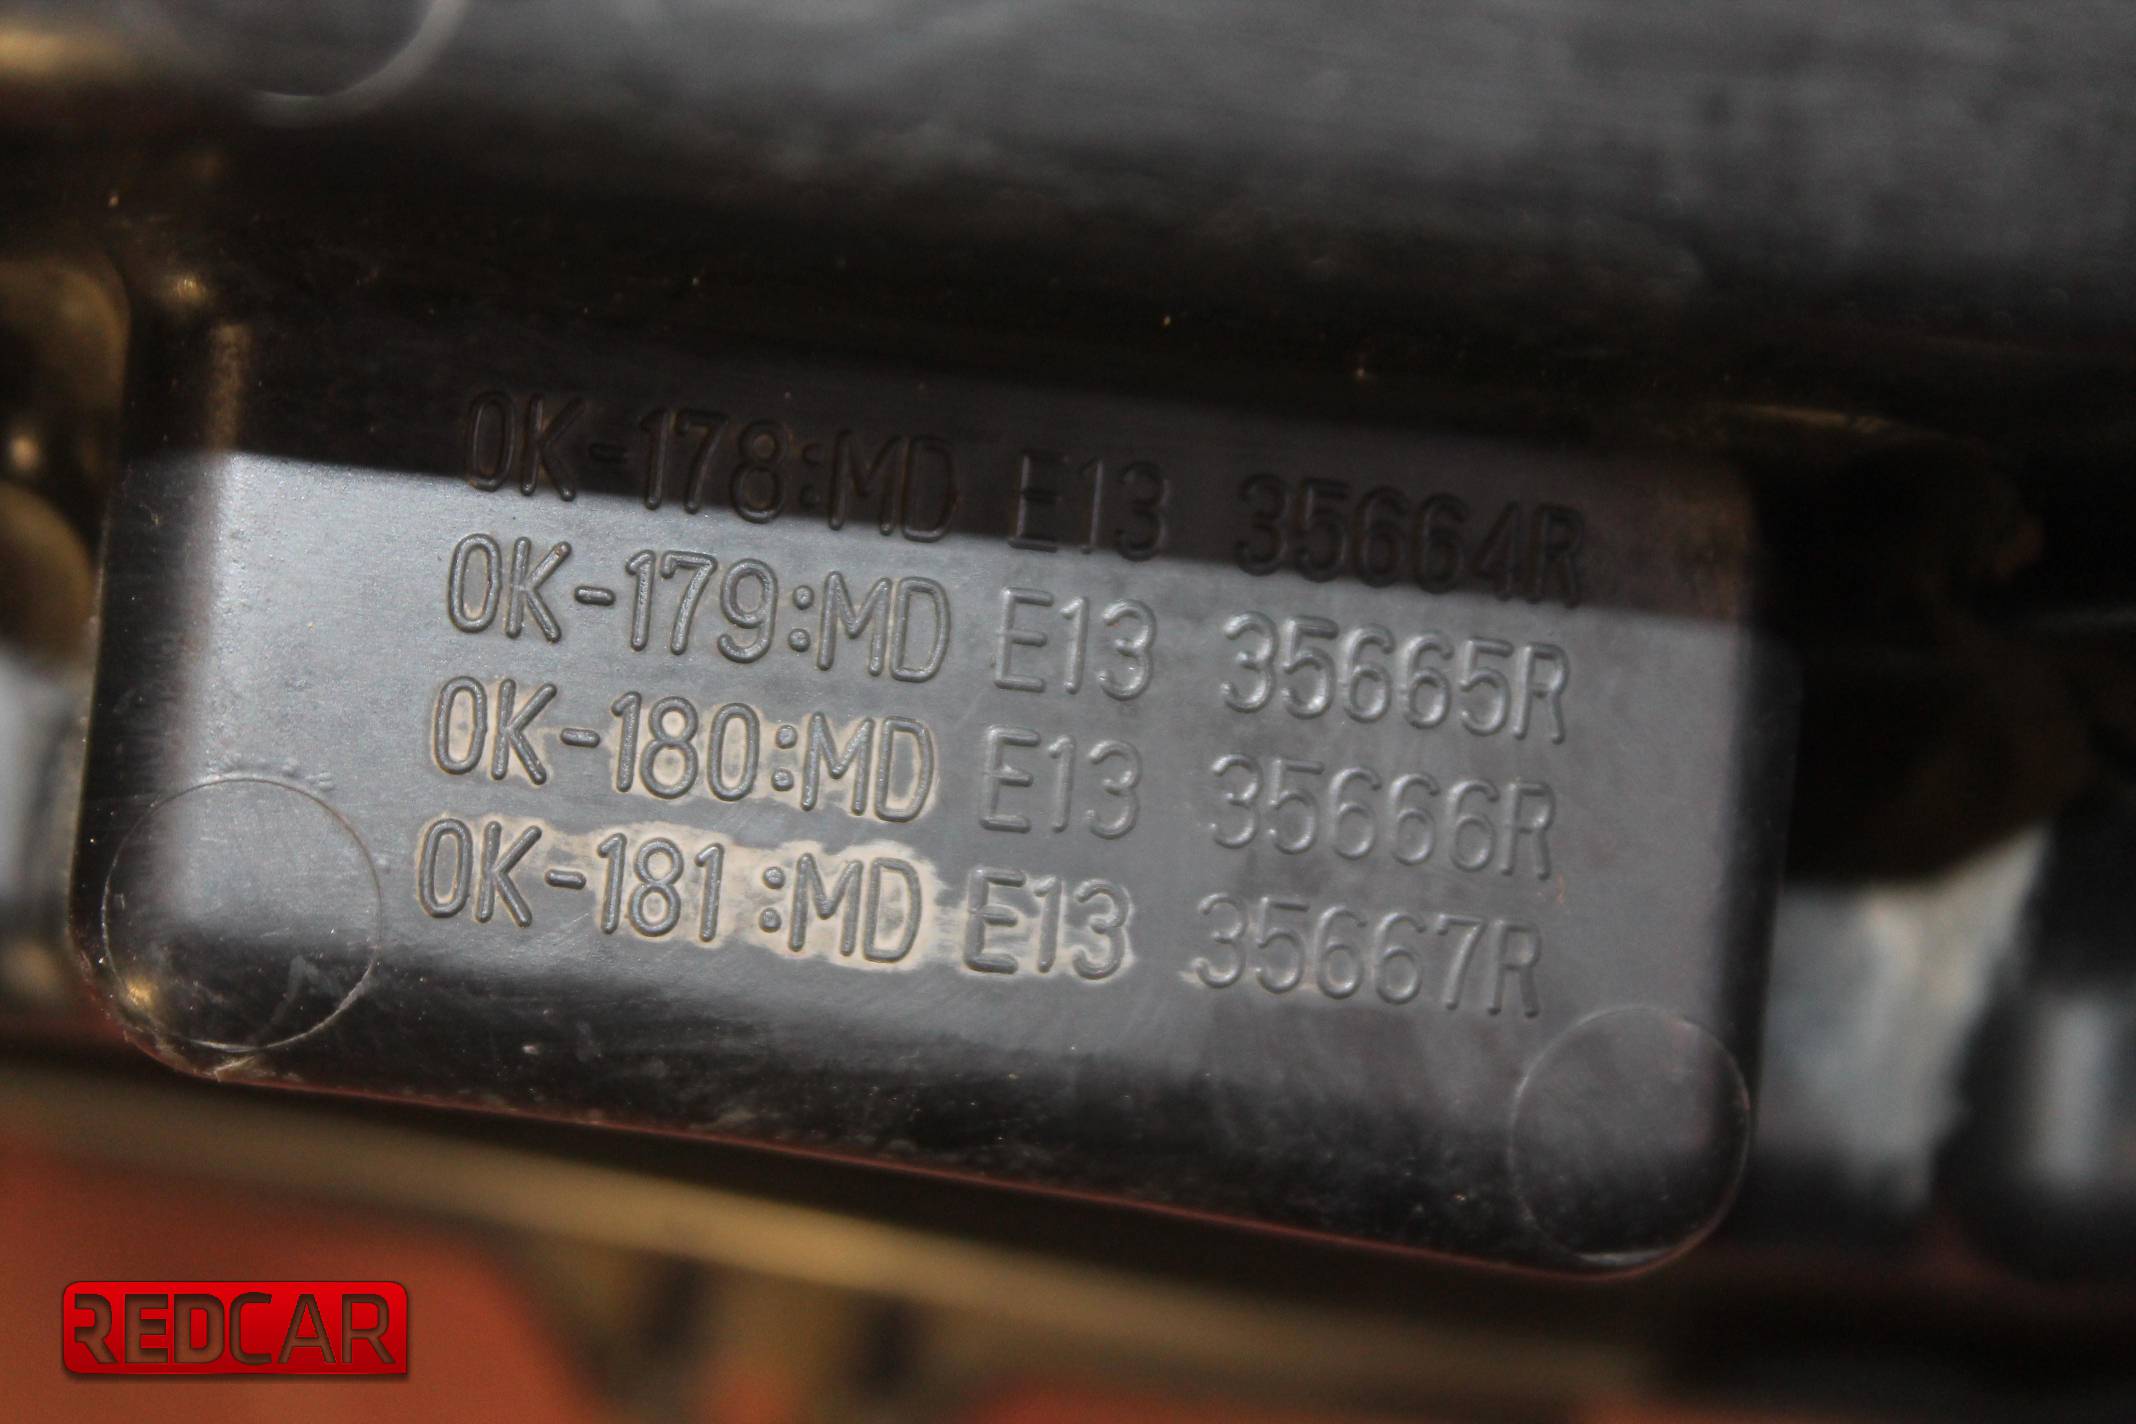 OK-178:MD E13 35664R
OK-179:MD E13 35665R
OK-180:MD E13 35666R
OK-181:MD E13 35667R
REDCAR